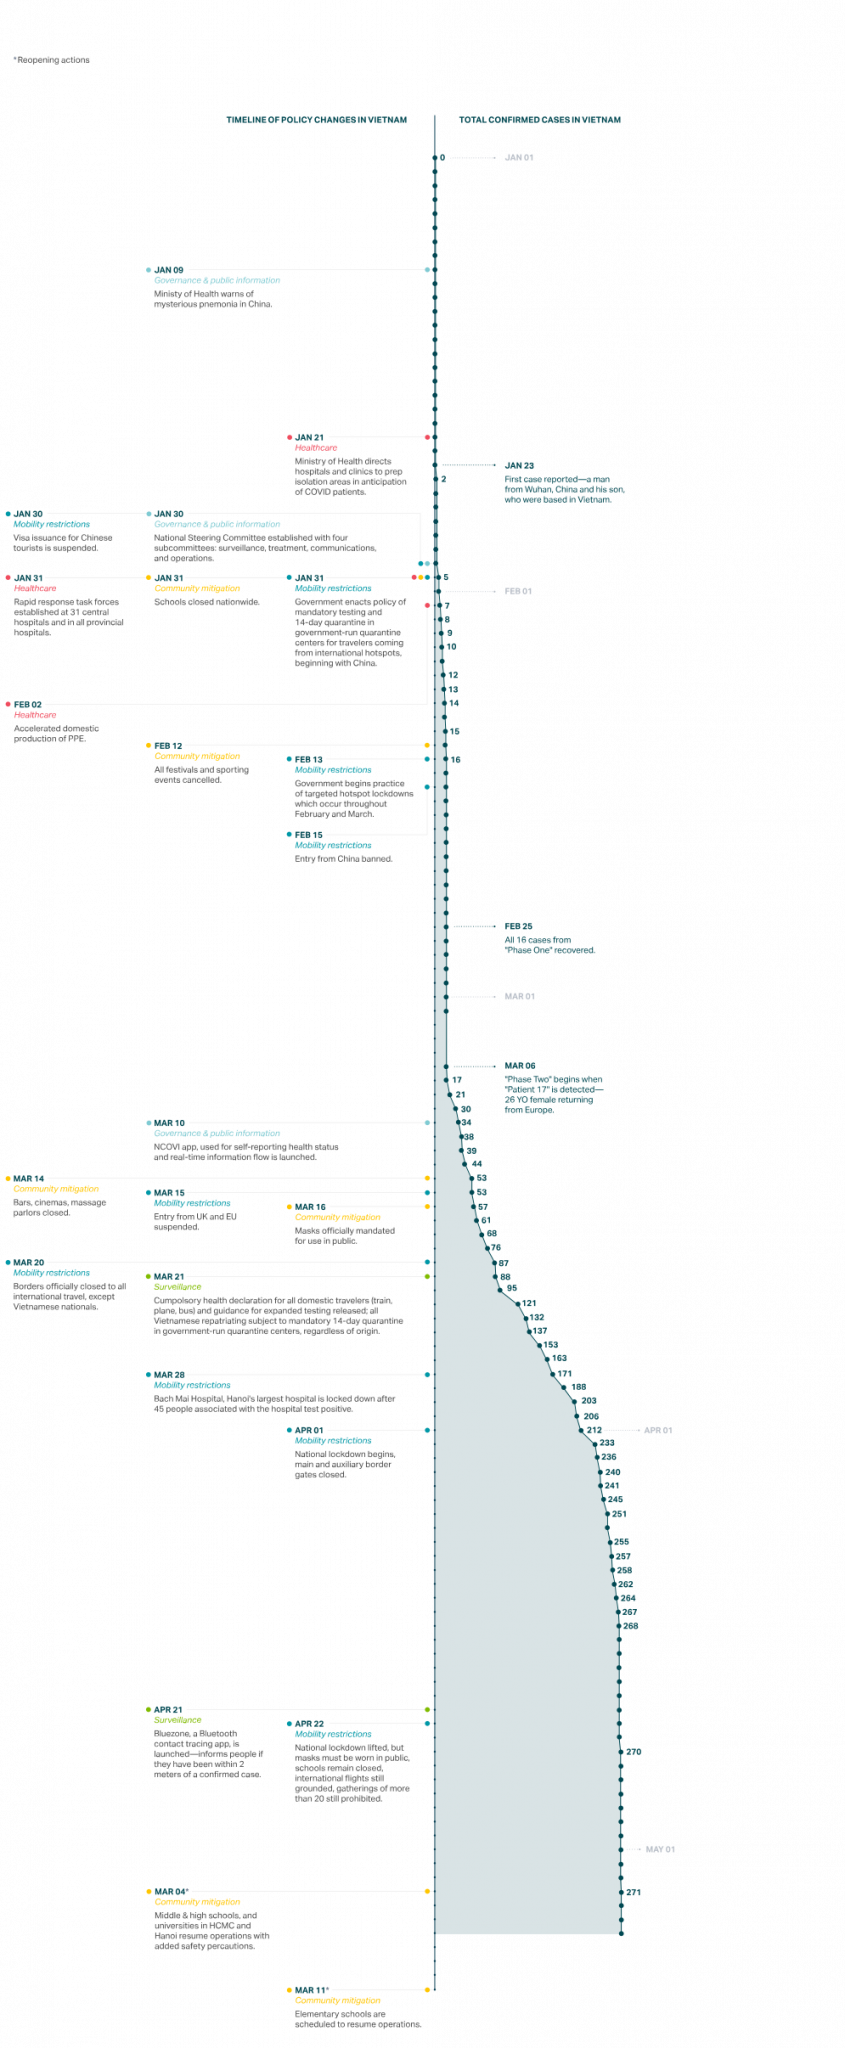 *Reopening actions
TIMELINE OF POLICY CHANGES IN VIETNAM
TOTAL CONFIRMED CASES IN VIETNAM
0
JAN 01
JAN 09
Governance & public information
Ministy of Health warns of
mysterious pnemonia in China.
JAN 21
Healthcare
Ministry of Health directs
hospitals and clinics to prep
isolation areas in anticipation
of COVID patients.
JAN 23
First case reported—a man
from Wuhan, China and his son,
who were based in Vietnam.
2
JAN 30
Mobility restrictions
Visa issuance for Chinese
tourists is suspended.
JAN 30
Governance & public information
National Steering Committee established with four
subcommittees: surveillance, treatment, communications,
and operations.
JAN 31
Healthcare
Rapid response task forces
established at 31 central
hospitals and in all provincial
hospitals.
JAN 31
Community mitigation
Schools closed nationwide.
JAN 31
Mobility restrictions
Government enacts policy of
mandatory testing and
14-day quarantine in
government-run quarantine
centers for travelers coming
from international hotspots,
beginning with China.
5
FEB 01
7
8
9
10
12
13
14
FEB 02
Healthcare
Accelerated domestic
production of PPE.
15
FEB 12
Community mitigation
All festivals and sporting
events cancelled.
FEB 13
Mobility restrictions
Government begins practice
of targeted hotspot lockdowns
which occur throughout
February and March.
16
FEB 15
Mobility restrictions
Entry from China banned.
FEB 25
All 16 cases from
"Phase One" recovered.
MAR 01
MAR 06
"Phase Two" begins when
"Patient 17" is detected—
26 YO female returning
from Europe.
17
21
30
34
MAR 10
Governance & public information
NCOVI app, used for self-reporting health status
and real-time information flow is launched.
38
39
44
MAR 14
Community mitigation
Bars, cinemas, massage
parlors closed.
53
MAR 15
Mobility restrictions
Entry from UK and EU
suspended.
53
MAR 16
Community mitigation
Masks officially mandated
for use in public.
57
61
68
76
MAR 20
Mobility restrictions
Borders officially closed to all
international travel, except
Vietnamese nationals.
87
MAR 21
Surveillance
Cumpolsory health declaration for all domestic travelers (train,
plane, bus) and guidance for expanded testing released; all
Vietnamese repatriating subject to mandatory 14-day quarantine
in government-run quarantine centers, regardless of origin.
88
95
121
132
137
153
163
MAR 28
Mobility restrictions
Bach Mai Hospital, Hanoi's largest hospital is locked down after
45 people associated with the hospital test positive.
171
188
203
206
APR 01
Mobility restrictions
National lockdown begins,
main and auxiliary border
gates closed.
212
APR 01
233
236
240
241
245
251
255
257
258
262
264
267
268
APR 21
Surveillance
Bluezone, a Bluetooth
contact tracing app, is
launched—informs people if
they have been within 2
meters of a confirmed case.
APR 22
Mobility restrictions
National lockdown lifted, but
masks must be worn in public,
schools remain closed,
international flights still
grounded, gatherings of more
than 20 still prohibited.
270
MAY 01
MAR 04*
Community mitigation
Middle & high schools, and
universities in HCMC and
Hanoi resume operations with
added safety percautions.
271
MAR 11*
Community mitigation
Elementary schools are
scheduled to resume operations.